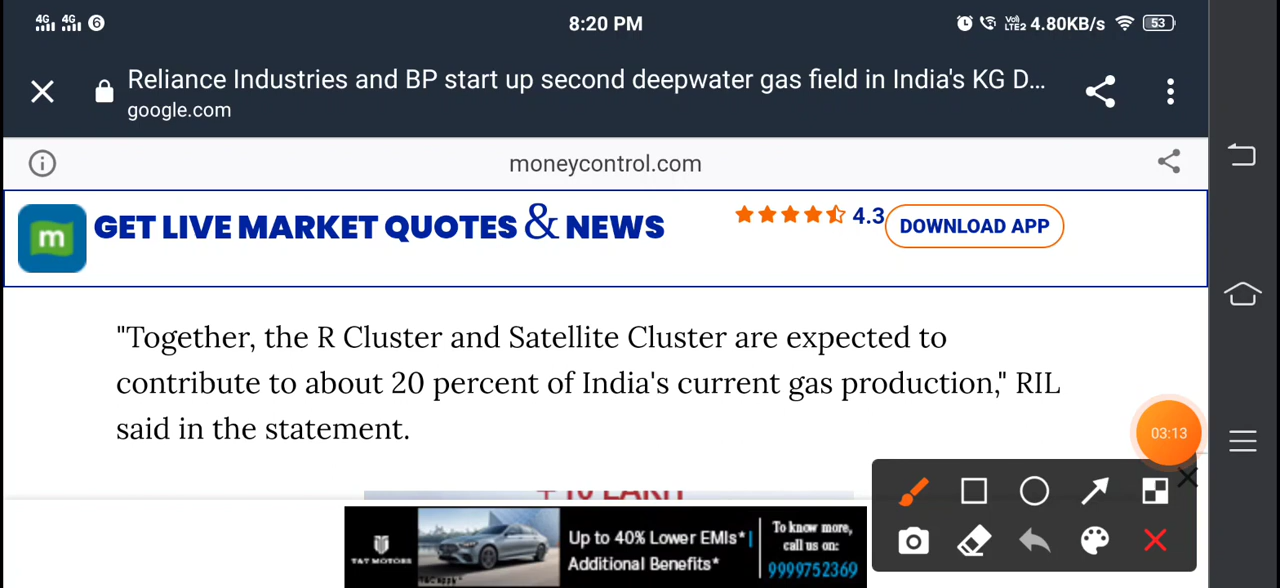 4G 4G 6 8:20 PM VoI) LTE2 4.80KB/s 53
Reliance Industries and BP start up second deepwater gas field in India's KG D...
google.com
moneycontrol.com
m GET LIVE MARKET QUOTES & NEWS 4.3 DOWNLOAD APP
"Together, the R Cluster and Satellite Cluster are expected to
contribute to about 20 percent of India's current gas production," RIL
said in the statement.
03:13
T&T MOTORS
T&C apply*
Up to 40% Lower EMIs*
Additional Benefits*
To know more,
call us on:
9999752369